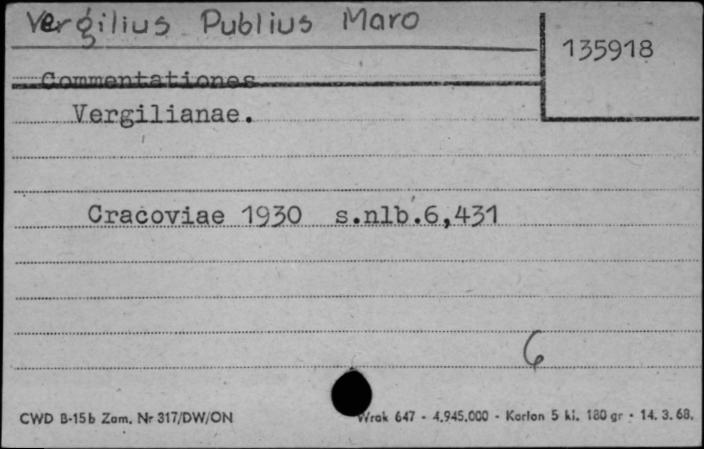 Vergilius Publius Maro
135918
Commentationes
Vergilianae.
Cracoviae 1930 s.nlb.6,431
6
CWD B-15b Zam. Nr 317/DW/ON
Wrak 647 - 4.945.000 - Karton 5 kl. 180 gr - 14. 3. 68.